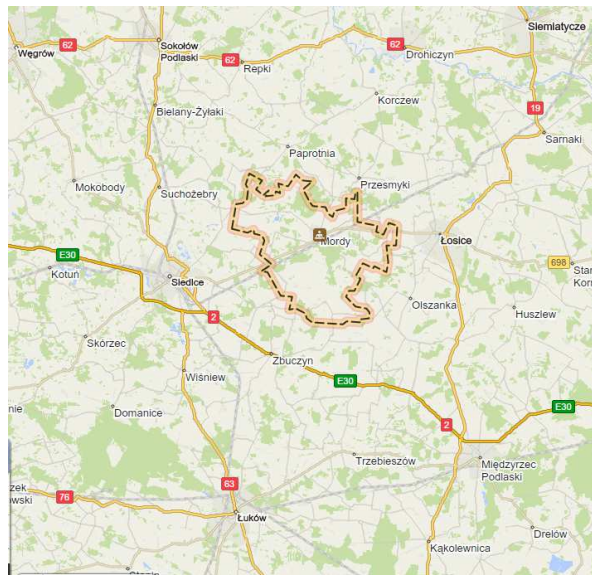 Siemiatycze
62
Sokołów
Podlaski
Węgrów
62
Repki
62
Drohiczyn
Korczew
19
Bielany-Żyłaki
Sarnaki
Paprotnia
Mokobody
Suchożebry
Przesmyki
Mordy
Łosice
E30
Kotuń
698
Siedlce
Olszanka
Huszlew
2
Skórzec
Zbuczyn
Wiśniew
E30
E30
Domanice
2
Trzebieszów
Międzyrzec
Podlaski
76
63
Łuków
Drelów
Kąkolewnica